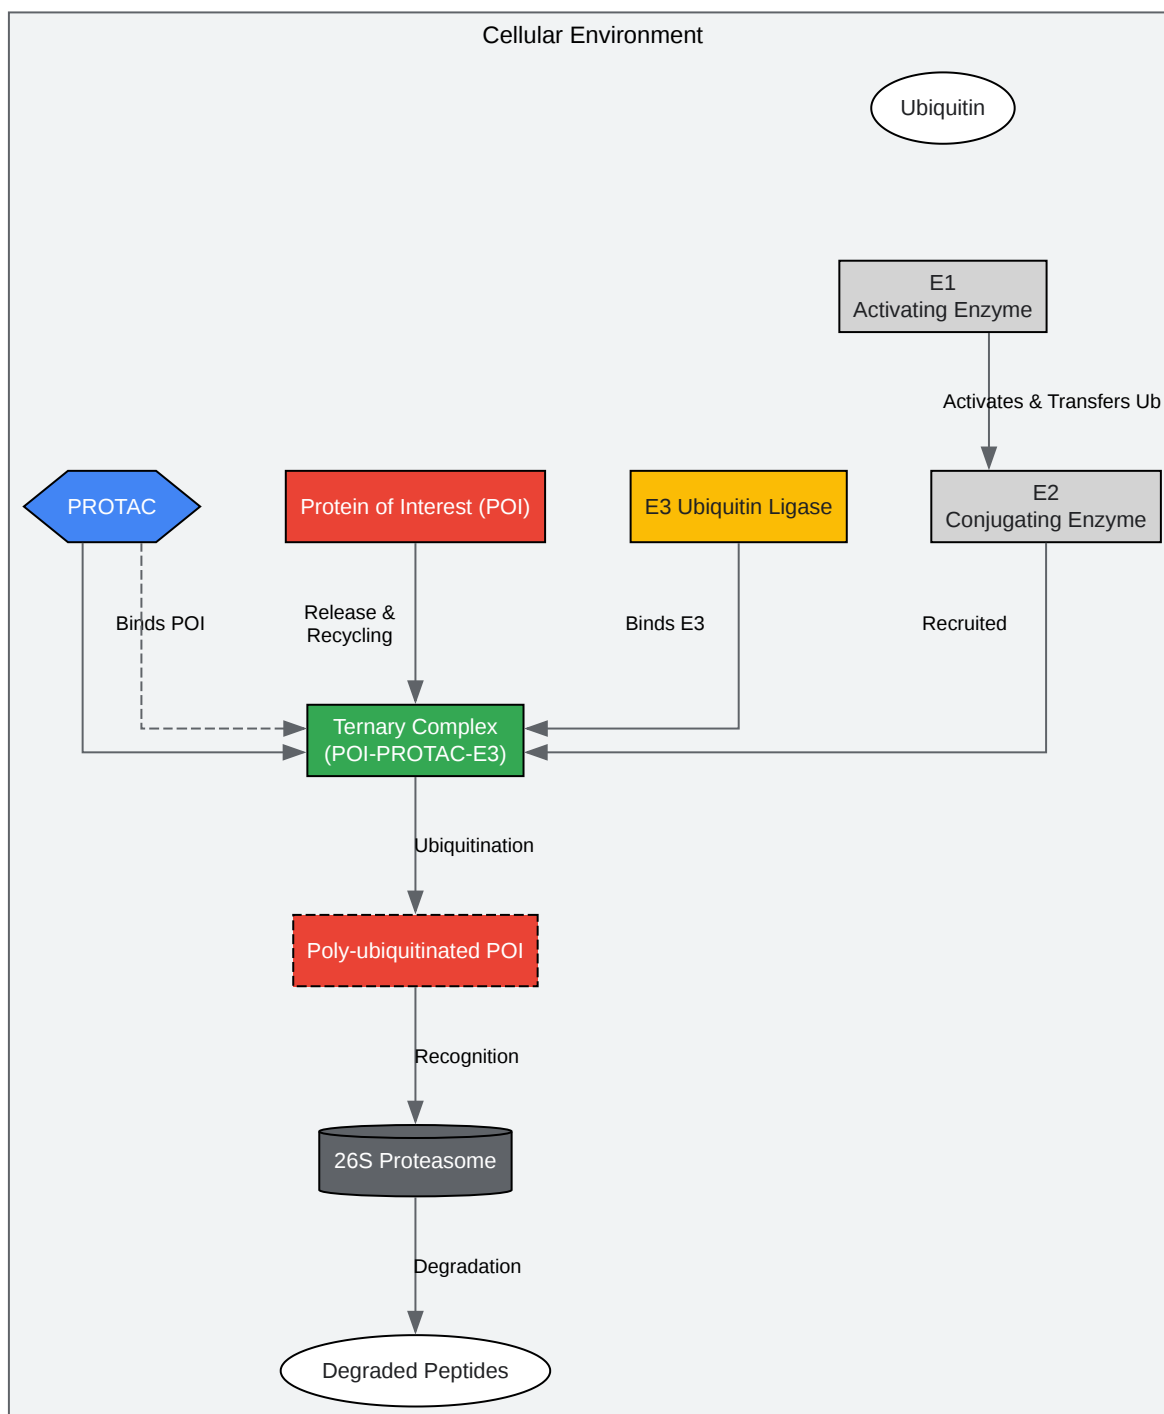 Cellular Environment
Ubiquitin
E1
Activating Enzyme
Activates & Transfers Ub
PROTAC
Protein of Interest (POI)
E3 Ubiquitin Ligase
E2
Conjugating Enzyme
Binds POI
Release &
Recycling
Binds E3
Recruited
Ternary Complex
(POI-PROTAC-E3)
Ubiquitination
Poly-ubiquitinated POI
Recognition
26S Proteasome
Degradation
Degraded Peptides